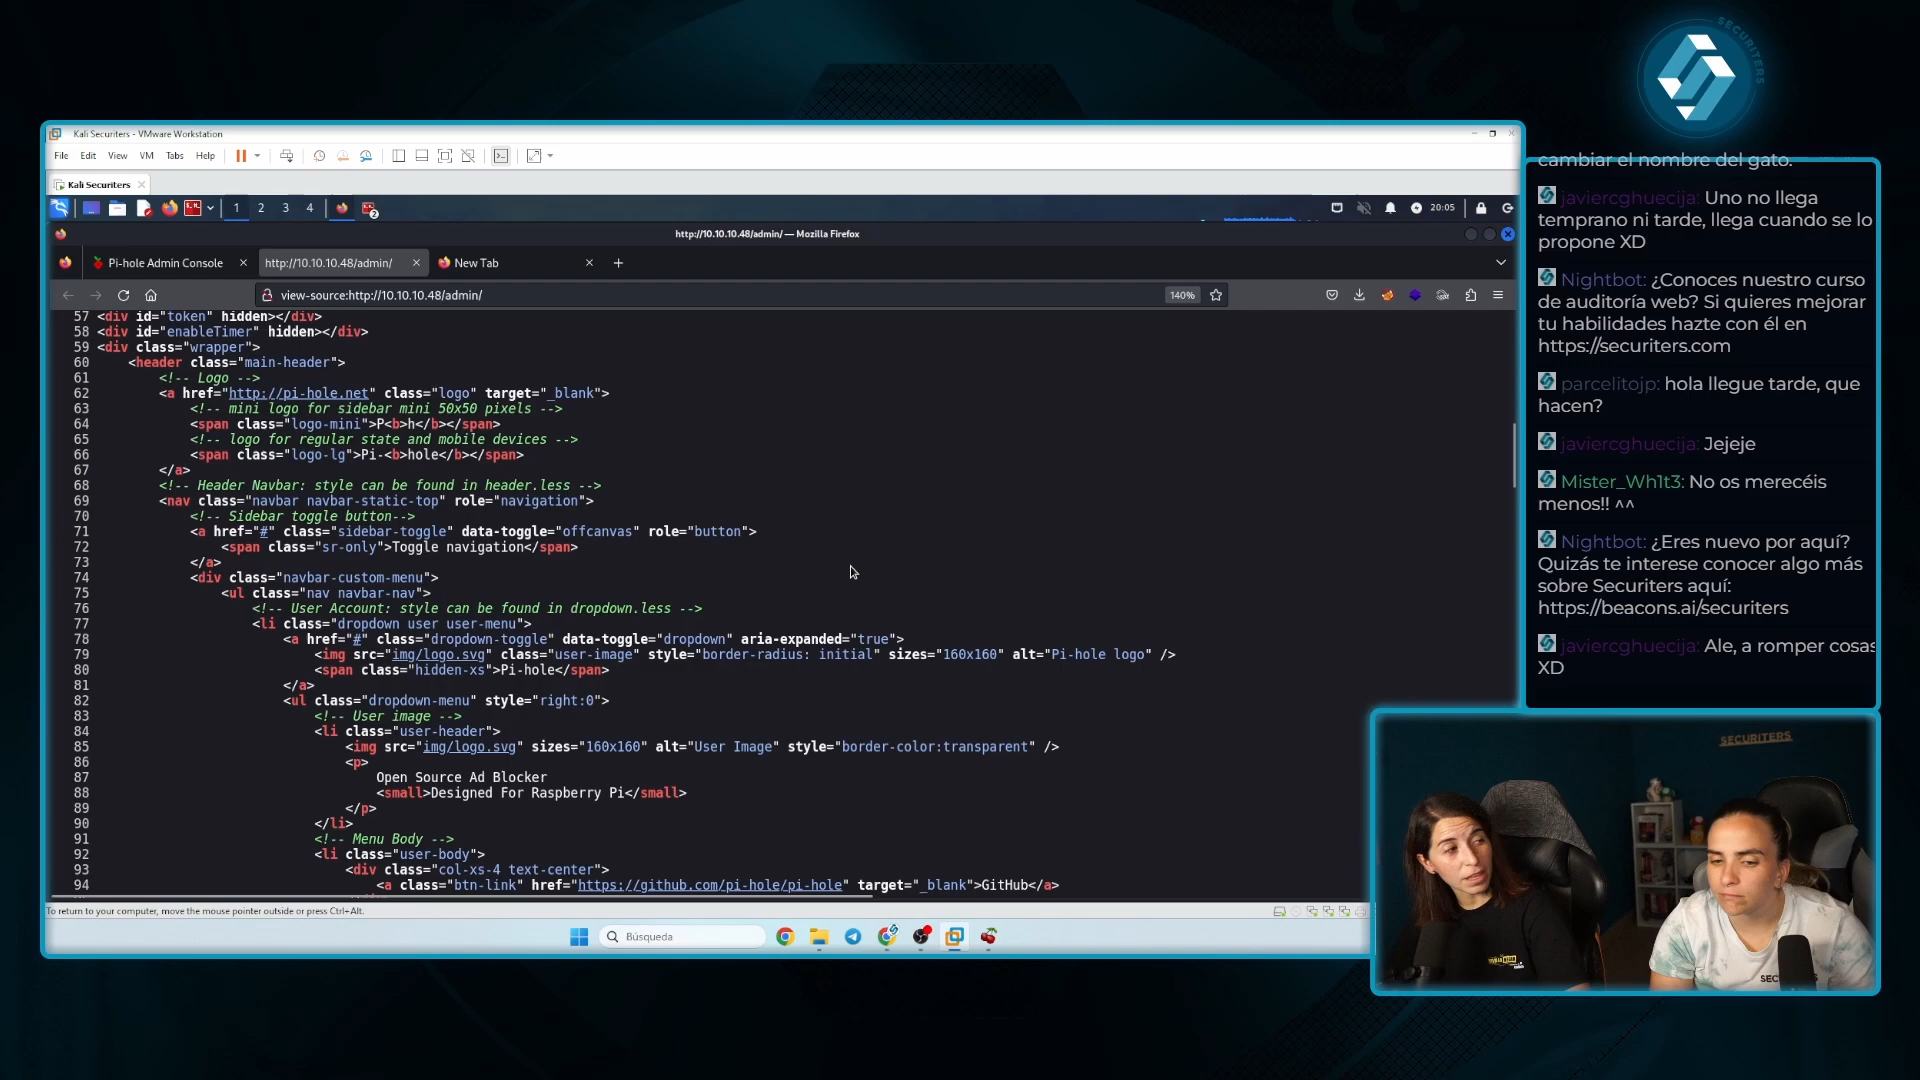 SECURITERS
Kali Securiters - VMware Workstation
File Edit View VM Tabs Help
Kali Securiters
1 2 3 4
2
20:05
http://10.10.10.48/admin/ — Mozilla Firefox
Pi-hole Admin Console
http://10.10.10.48/admin/
New Tab
view-source:http://10.10.10.48/admin/
140%
57 <div id="token" hidden></div>
58 <div id="enableTimer" hidden></div>
59 <div class="wrapper">
60 <header class="main-header">
61 <!-- Logo -->
62 <a href="http://pi-hole.net" class="logo" target="_blank">
63 <!-- mini logo for sidebar mini 50x50 pixels -->
64 <span class="logo-mini">P<b>h</b></span>
65 <!-- logo for regular state and mobile devices -->
66 <span class="logo-lg">Pi-<b>hole</b></span>
67 </a>
68 <!-- Header Navbar: style can be found in header.less -->
69 <nav class="navbar navbar-static-top" role="navigation">
70 <!-- Sidebar toggle button-->
71 <a href="#" class="sidebar-toggle" data-toggle="offcanvas" role="button">
72 <span class="sr-only">Toggle navigation</span>
73 </a>
74 <div class="navbar-custom-menu">
75 <ul class="nav navbar-nav">
76 <!-- User Account: style can be found in dropdown.less -->
77 <li class="dropdown user user-menu">
78 <a href="#" class="dropdown-toggle" data-toggle="dropdown" aria-expanded="true">
79 <img src="img/logo.svg" class="user-image" style="border-radius: initial" sizes="160x160" alt="Pi-hole logo" />
80 <span class="hidden-xs">Pi-hole</span>
81 </a>
82 <ul class="dropdown-menu" style="right:0">
83 <!-- User image -->
84 <li class="user-header">
85 <img src="img/logo.svg" sizes="160x160" alt="User Image" style="border-color:transparent" />
86 <p>
87 Open Source Ad Blocker
88 <small>Designed For Raspberry Pi</small>
89 </p>
90 </li>
91 <!-- Menu Body -->
92 <li class="user-body">
93 <div class="col-xs-4 text-center">
94 <a class="btn-link" href="https://github.com/pi-hole/pi-hole" target="_blank">GitHub</a>
To return to your computer, move the mouse pointer outside or press Ctrl+Alt.
Búsqueda
cambiar el nombre del gato.
javiercghuecija: Uno no llega
temprano ni tarde, llega cuando se lo
propone XD
Nightbot: ¿Conoces nuestro curso
de auditoría web? Si quieres mejorar
tu habilidades hazte con él en
https://securiters.com
parcelitojp: hola llegue tarde, que
hacen?
javiercghuecija: Jejeje
Mister_Wh1t3: No os merecéis
menos!! ^^
Nightbot: ¿Eres nuevo por aquí?
Quizás te interese conocer algo más
sobre Securiters aquí:
https://beacons.ai/securiters
javiercghuecija: Ale, a romper cosas
XD
SECURITERS